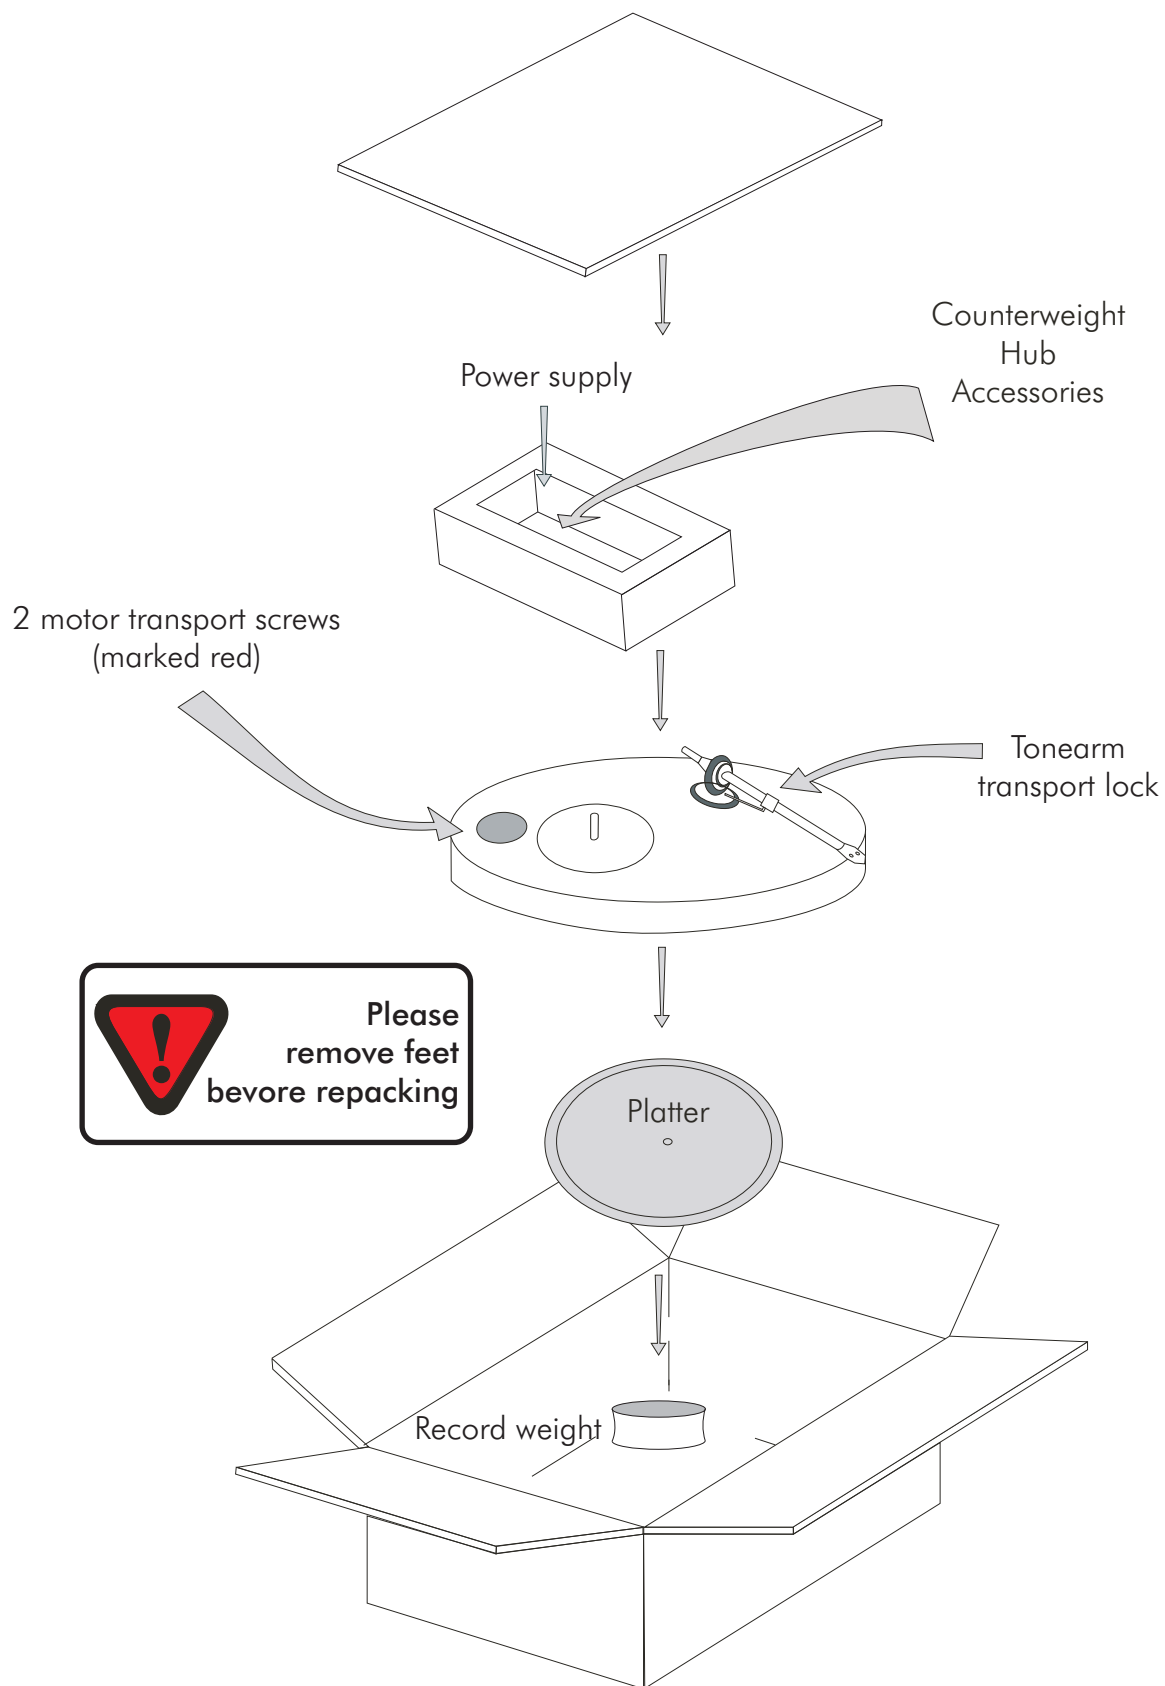 Counterweight
Hub
Accessories
Power supply
2 motor transport screws
(marked red)
Tonearm
transport lock
Please
remove feet
bevore repacking
Platter
Record weight